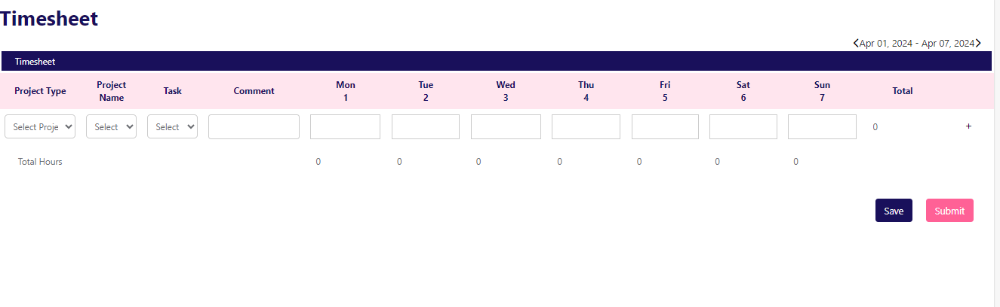 Timesheet
Apr 01, 2024 - Apr 07, 2024
Timesheet
Project Type Project Name Task Comment Mon 1 Tue 2 Wed 3 Thu 4 Fri 5 Sat 6 Sun 7 Total
Select Proje Select Select 0 +
Total Hours 0 0 0 0 0 0 0
Save Submit